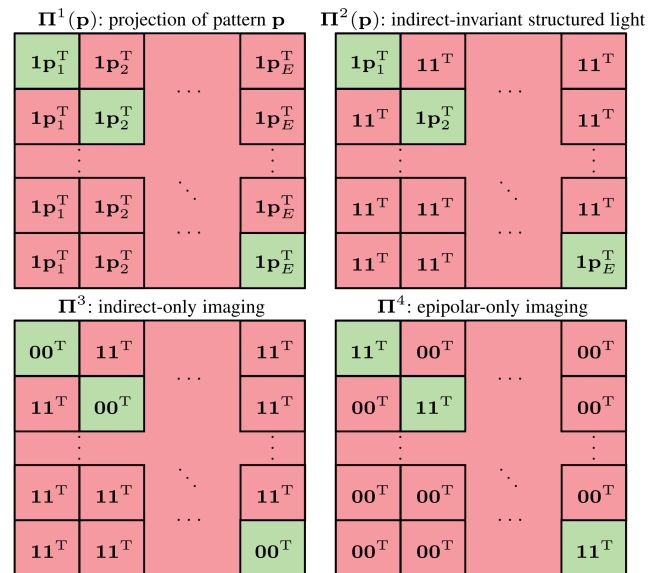 Π¹(p): projection of pattern p
1p₁ᵀ 1p₂ᵀ ... 1p_Eᵀ
1p₁ᵀ 1p₂ᵀ 1p_Eᵀ
1p₁ᵀ 1p₂ᵀ 1p_Eᵀ
1p₁ᵀ 1p₂ᵀ ... 1p_Eᵀ
Π²(p): indirect-invariant structured light
1p₁ᵀ 11ᵀ ... 11ᵀ
11ᵀ 1p₂ᵀ 11ᵀ
11ᵀ 11ᵀ 11ᵀ
11ᵀ 11ᵀ ... 1p_Eᵀ
Π³: indirect-only imaging
00ᵀ 11ᵀ ... 11ᵀ
11ᵀ 00ᵀ 11ᵀ
11ᵀ 11ᵀ 11ᵀ
11ᵀ 11ᵀ ... 00ᵀ
Π⁴: epipolar-only imaging
11ᵀ 00ᵀ ... 00ᵀ
00ᵀ 11ᵀ 00ᵀ
00ᵀ 00ᵀ 00ᵀ
00ᵀ 00ᵀ ... 11ᵀ